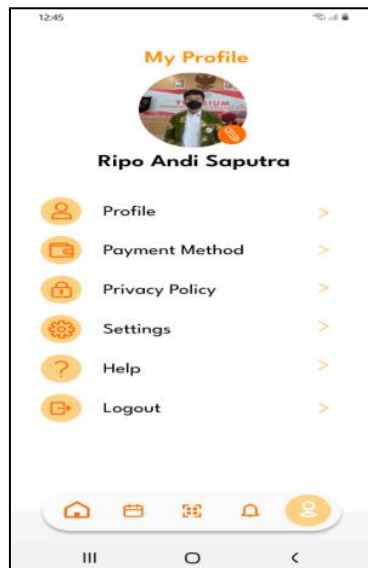 12:45
My Profile
Ripo Andi Saputra
Profile >
Payment Method >
Privacy Policy >
Settings >
? Help >
Logout >